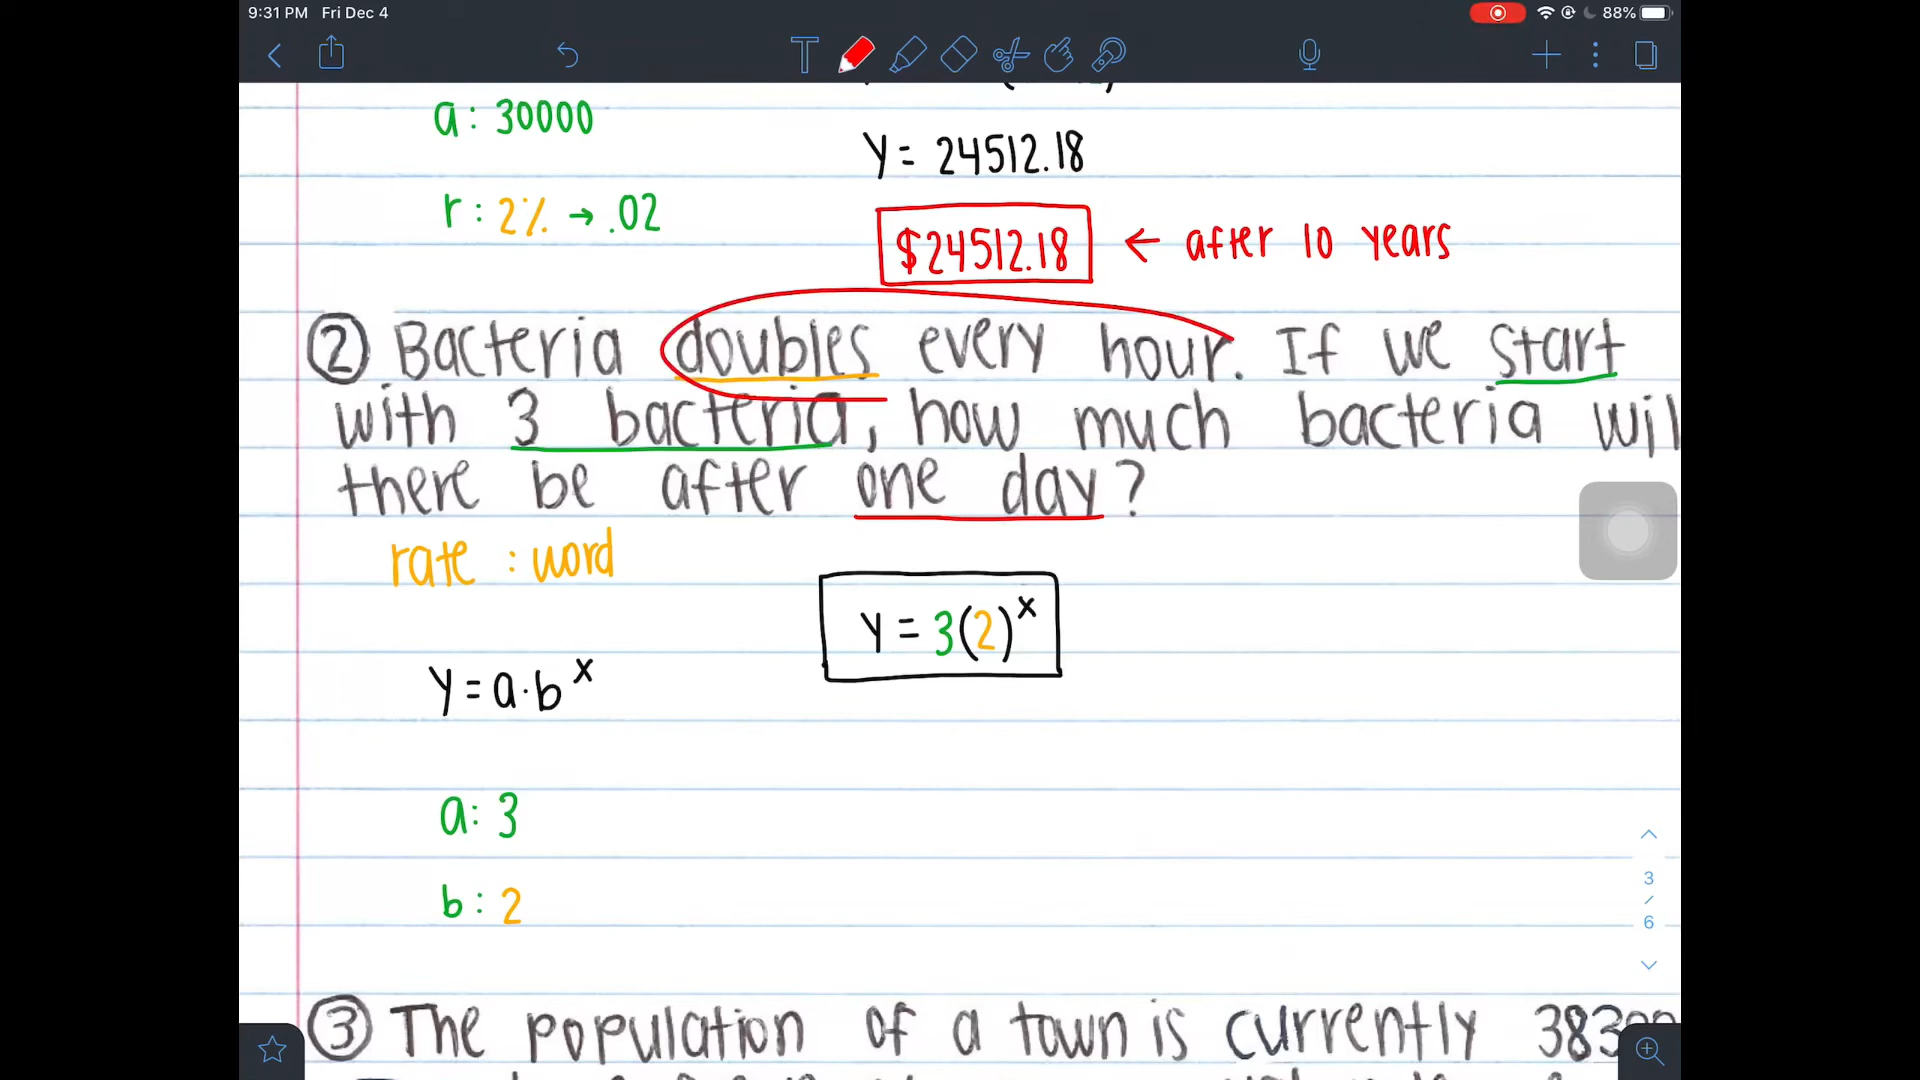 9:31 PM Fri Dec 4
88%
a: 30000
y = 24512.18
r: 2% → .02
$24512.18 ← after 10 years
② Bacteria doubles every hour. If we start
with 3 bacteria, how much bacteria wil
there be after one day?
rate : word
y = 3(2)^x
y = a·b^x
a: 3
b: 2
3
/
6
③ The population of a town is currently